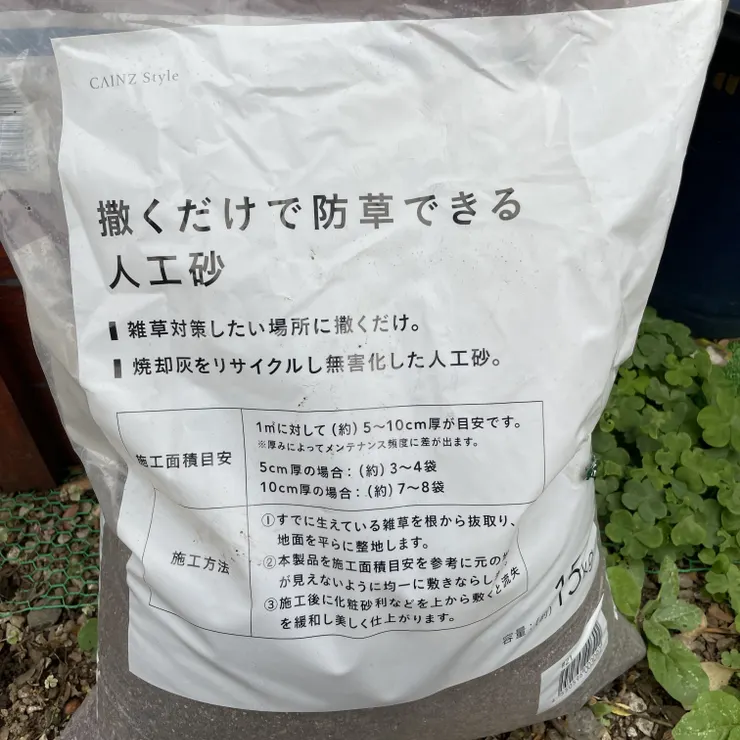 CAINZ Style
撒くだけで防草できる
人工砂
雑草対策したい場所に撒くだけ。
焼却灰をリサイクルし無害化した人工砂。
施工面積目安
1㎡に対して(約)5〜10cm厚が目安です。
※厚みによってメンテナンス頻度に差が出ます。
5cm厚の場合:(約)3〜4袋
10cm厚の場合:(約)7〜8袋
施工方法
①すでに生えている雑草を根から抜取り、
地面を平らに整地します。
②本製品を施工面積目安を参考に元の
が見えないように均一に敷きならし
③施工後に化粧砂利などを上から敷くと流失
を緩和し美しく仕上がります。
容量:(約)15kg